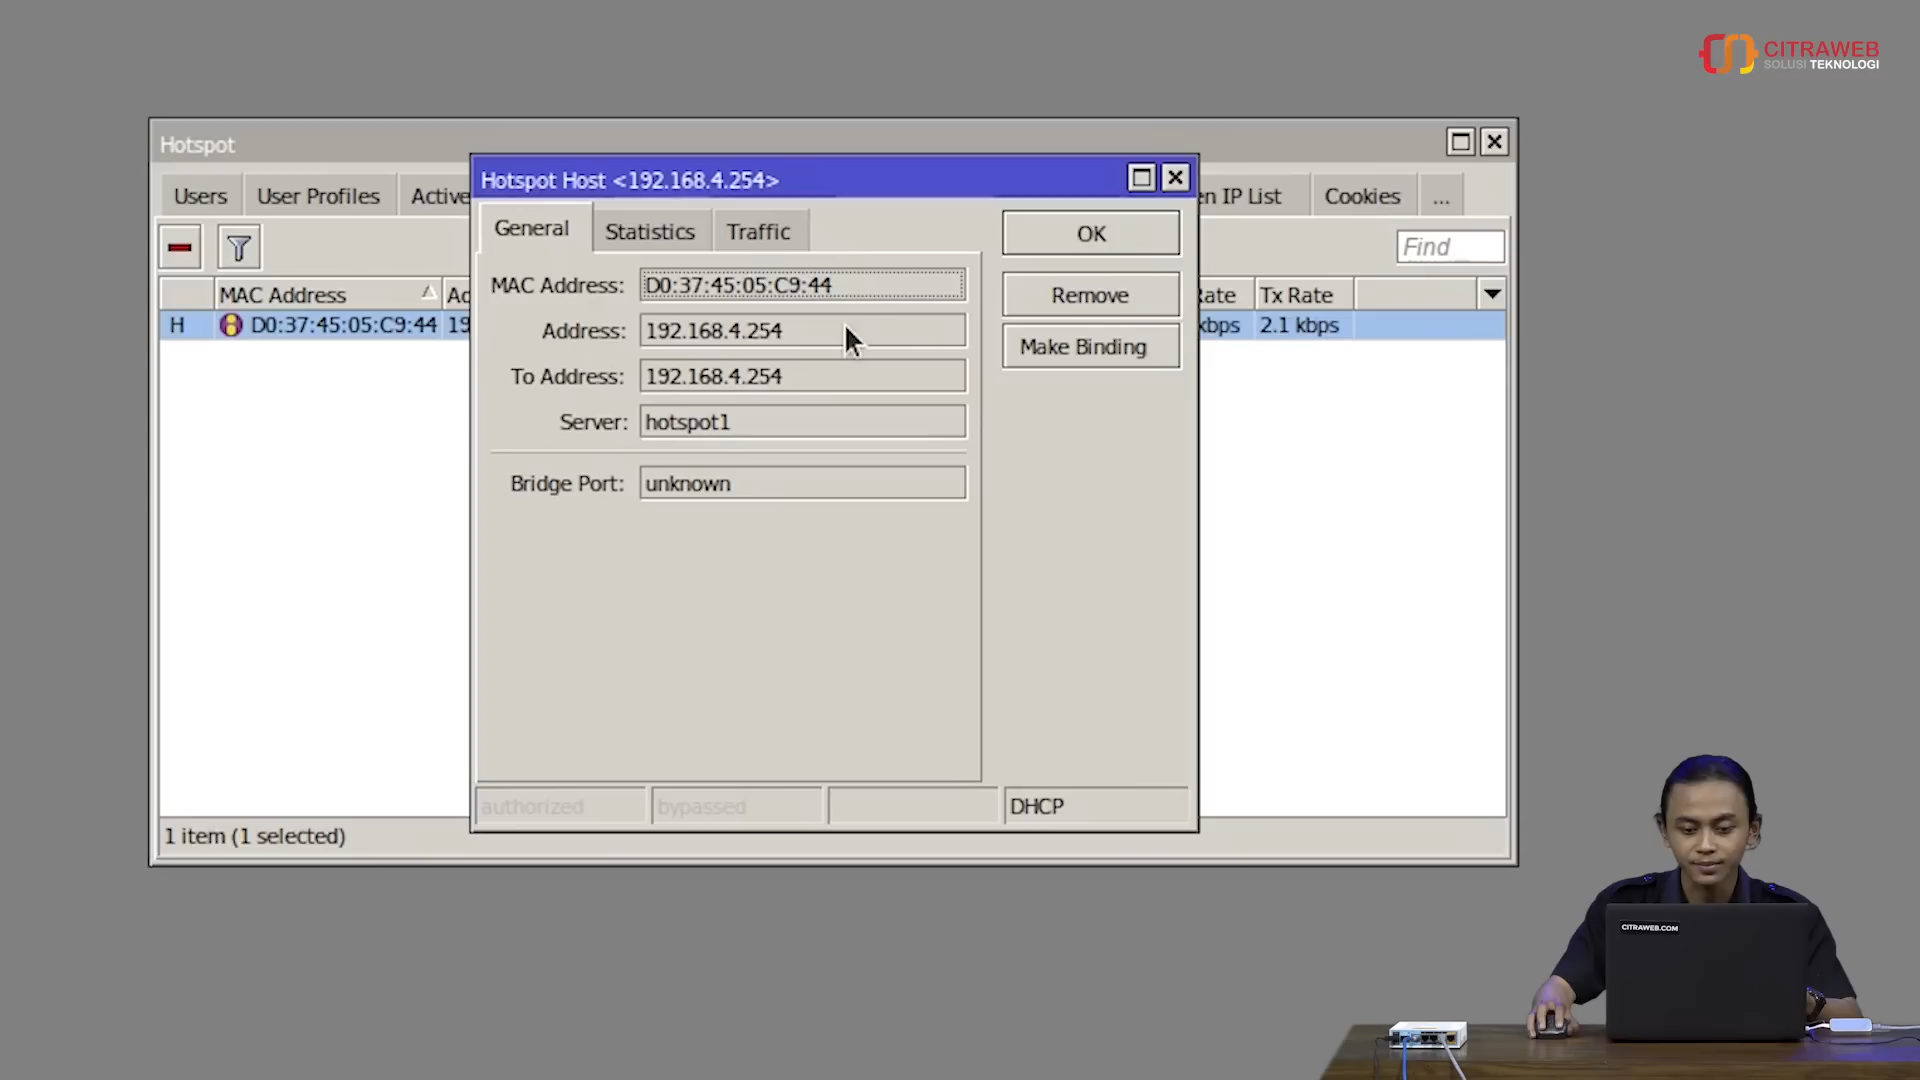 CITRAWEB
SOLUSI TEKNOLOGI
Hotspot
Users
User Profiles
Active
IP List
Cookies
...
Find
MAC Address
Tx Rate
H
D0:37:45:05:C9:44
19
kbps
2.1 kbps
1 item (1 selected)
Hotspot Host <192.168.4.254>
General
Statistics
Traffic
MAC Address: D0:37:45:05:C9:44
Address: 192.168.4.254
To Address: 192.168.4.254
Server: hotspot1
Bridge Port: unknown
OK
Remove
Make Binding
authorized
bypassed
DHCP
CITRAWEB.COM